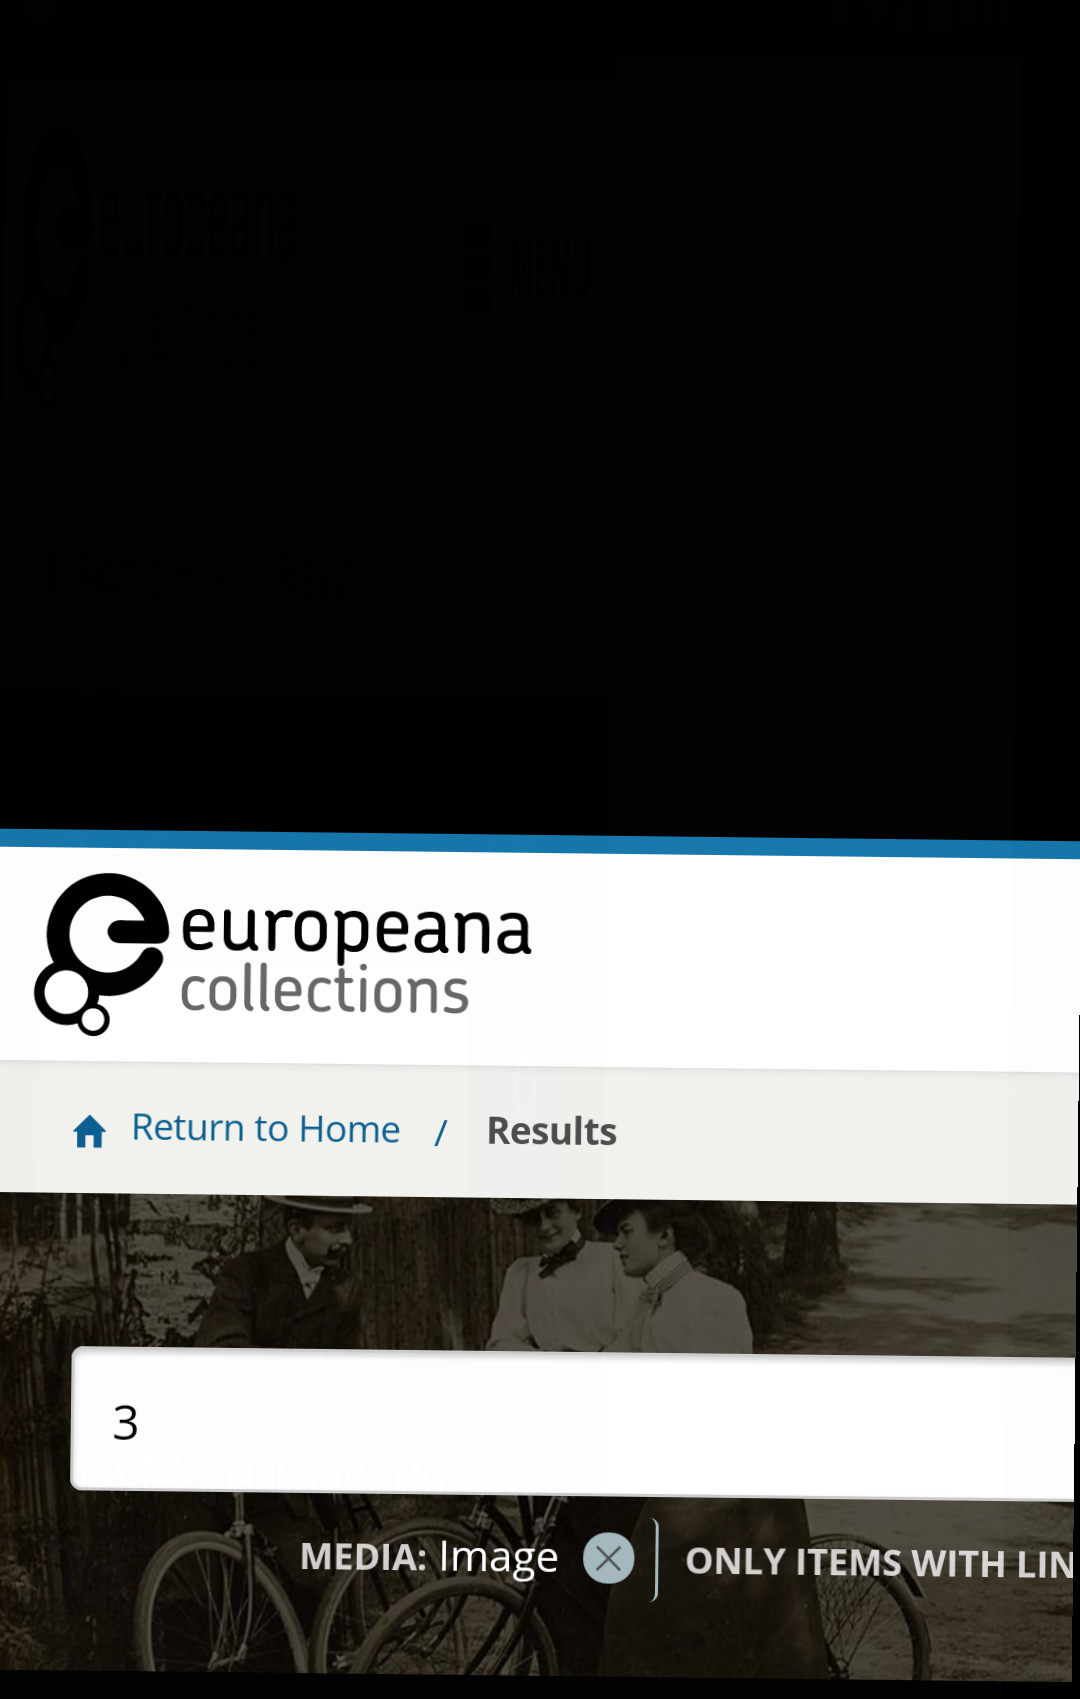 europeana
MENU
collections
europeana
collections
Return to Home / Results
3
MEDIA: Image
ONLY ITEMS WITH LIN